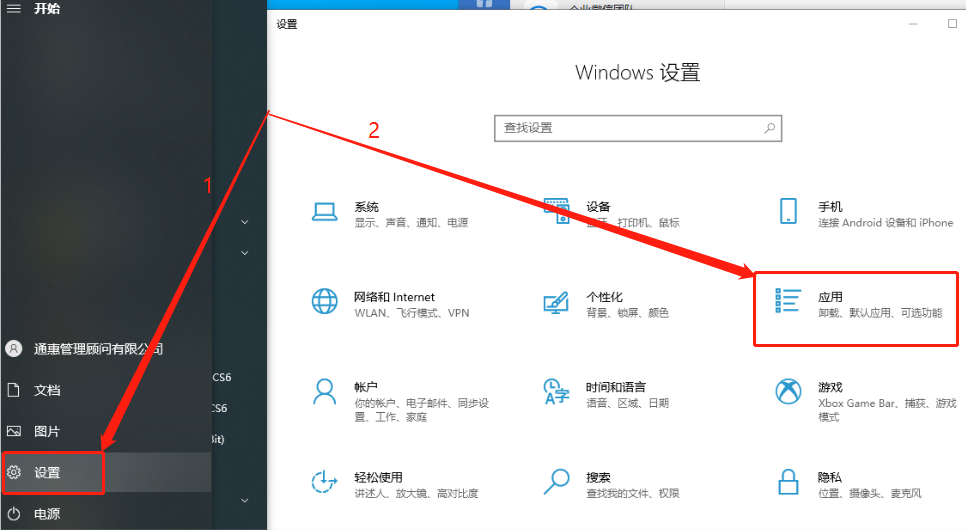 开始
企业微信团队
设置
Windows 设置
查找设置
1
2
系统
显示、声音、通知、电源
设备
打印机、鼠标
手机
连接 Android 设备和 iPhone
网络和 Internet
WLAN、飞行模式、VPN
个性化
背景、锁屏、颜色
应用
卸载、默认应用、可选功能
通惠管理顾问有限公司
文档
图片
设置
电源
CS6
CS6
Bit)
帐户
你的帐户、电子邮件、同步设
置、工作、家庭
时间和语言
语音、区域、日期
游戏
Xbox Game Bar、捕获、游戏
模式
轻松使用
讲述人、放大镜、高对比度
搜索
查找我的文件、权限
隐私
位置、摄像头、麦克风